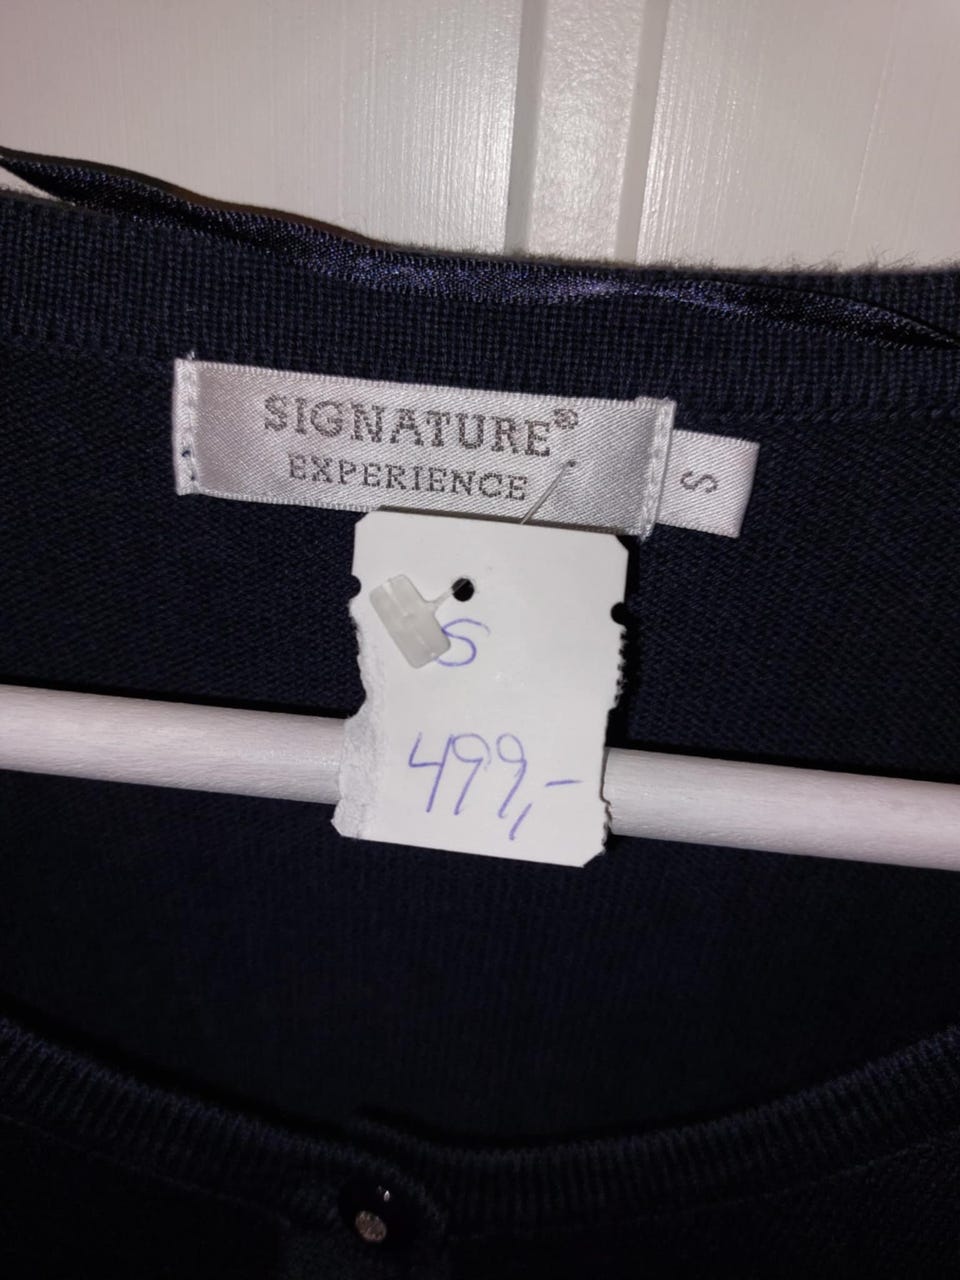 SIGNATURE®
EXPERIENCE
S
S
499,-